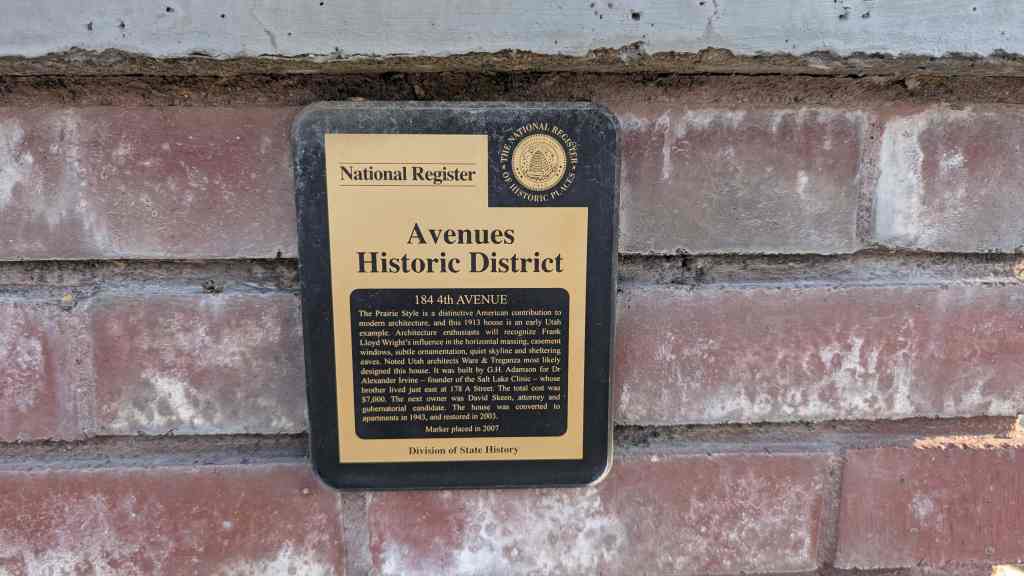 National Register
THE NATIONAL REGISTER
OF HISTORIC PLACES
Avenues
Historic District
184 4th AVENUE
The Prairie Style is a distinctive American contribution to
modern architecture, and this 1913 house is an early Utah
example. Architecture enthusiasts will recognize Frank
Lloyd Wright's influence in the horizontal massing, casement
windows, subtle ornamentation, quiet skyline and sheltering
eaves. Noted Utah architects Ware & Treganza most likely
designed this house. It was built by G.H. Adamson for Dr
Alexander Irvine – founder of the Salt Lake Clinic – whose
brother lived just east at 178 A Street. The total cost was
$7,000. The next owner was David Skeen, attorney and
gubernatorial candidate. The house was converted to
apartments in 1943, and restored in 2003.
Marker placed in 2007
Division of State History